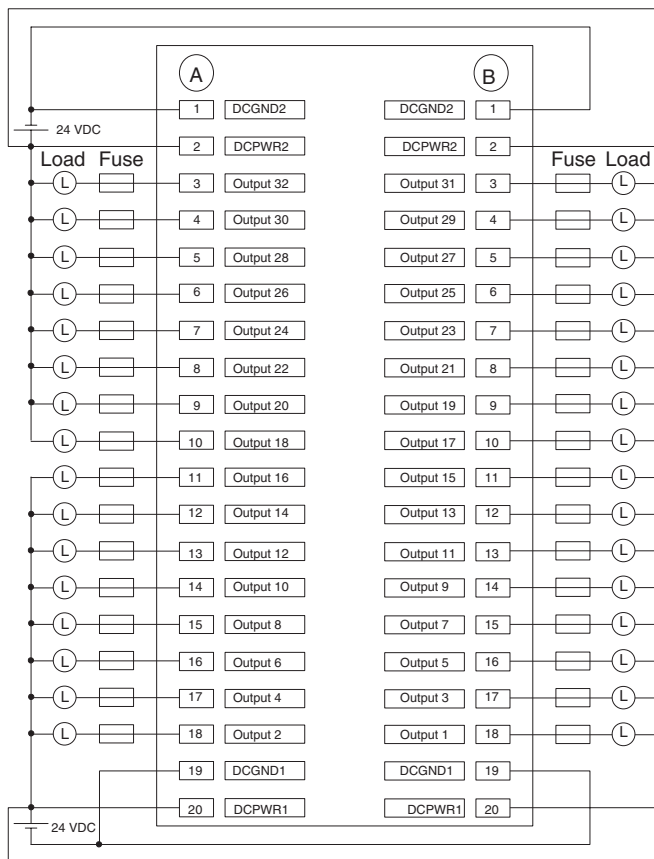 A B
1 DCGND2 DCGND2 1
24 VDC
2 DCPWR2 DCPWR2 2
Load Fuse Fuse Load
L 3 Output 32 Output 31 3 L
L 4 Output 30 Output 29 4 L
L 5 Output 28 Output 27 5 L
L 6 Output 26 Output 25 6 L
L 7 Output 24 Output 23 7 L
L 8 Output 22 Output 21 8 L
L 9 Output 20 Output 19 9 L
L 10 Output 18 Output 17 10 L
L 11 Output 16 Output 15 11 L
L 12 Output 14 Output 13 12 L
L 13 Output 12 Output 11 13 L
L 14 Output 10 Output 9 14 L
L 15 Output 8 Output 7 15 L
L 16 Output 6 Output 5 16 L
L 17 Output 4 Output 3 17 L
L 18 Output 2 Output 1 18 L
19 DCGND1 DCGND1 19
20 DCPWR1 DCPWR1 20
24 VDC